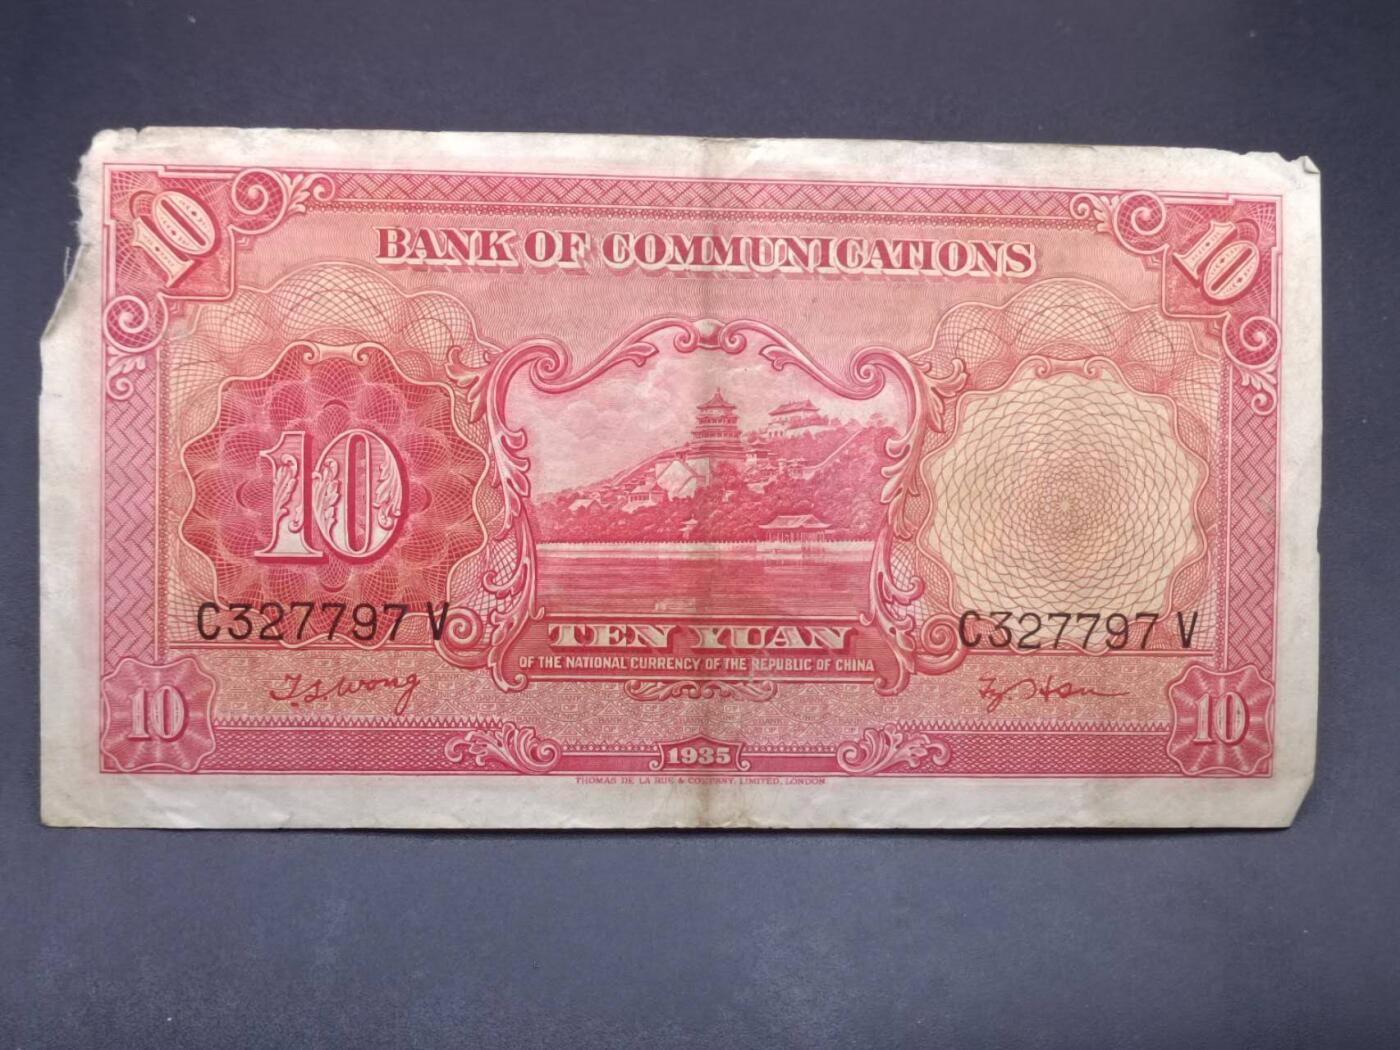 10 10
BANK OF COMMUNICATIONS
10
C327797 V C327797 V
TEN YUAN
OF THE NATIONAL CURRENCY OF THE REPUBLIC OF CHINA
T.S.Wong
10 10
1935
THOMAS DE LA RUE & COMPANY, LIMITED, LONDON